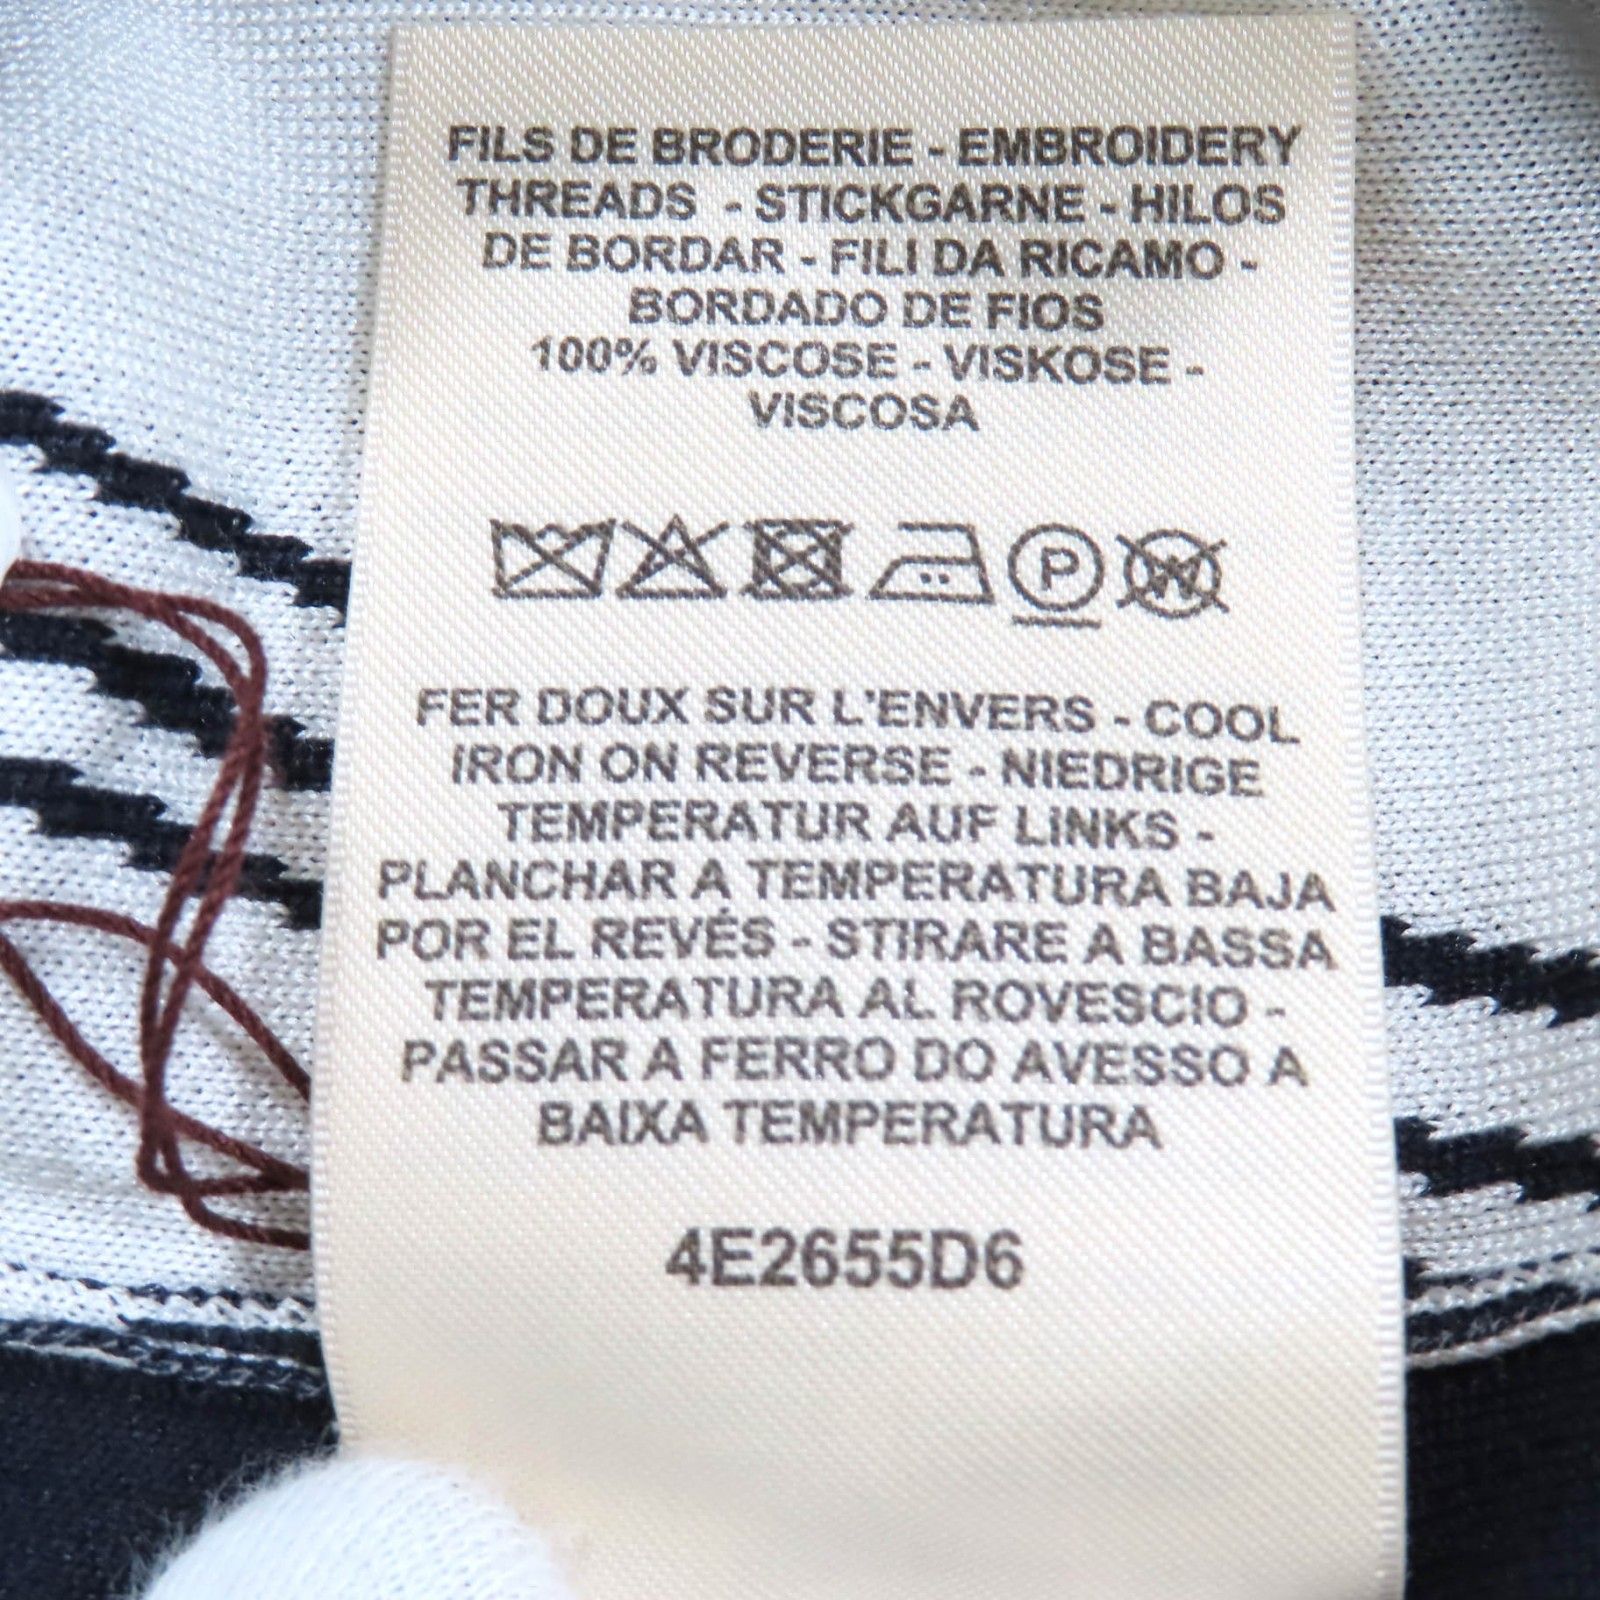 FILS DE BRODERIE - EMBROIDERY
THREADS - STICKGARNE - HILOS
DE BORDAR - FILI DA RICAMO -
BORDADO DE FIOS
100% VISCOSE - VISKOSE -
VISCOSA
P W
FER DOUX SUR L'ENVERS - COOL
IRON ON REVERSE - NIEDRIGE
TEMPERATUR AUF LINKS -
PLANCHAR A TEMPERATURA BAJA
POR EL REVÉS - STIRARE A BASSA
TEMPERATURA AL ROVESCIO -
PASSAR A FERRO DO AVESSO A
BAIXA TEMPERATURA
4E2655D6